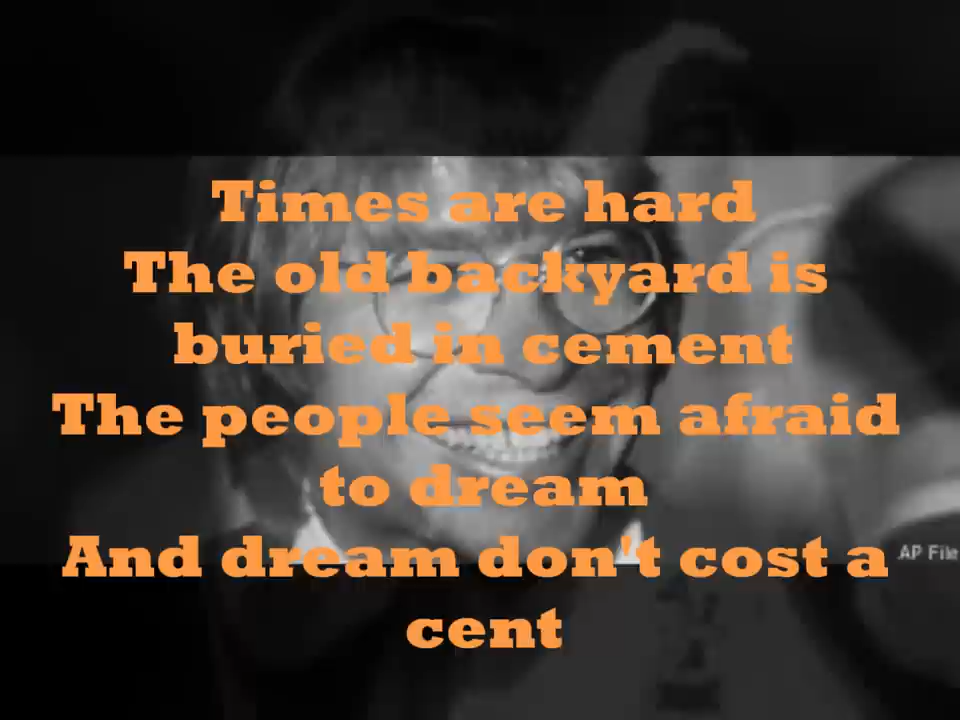 Times are hard
The old backyard is
buried in cement
The people seem afraid
to dream
And dream don't cost a
cent
AP File